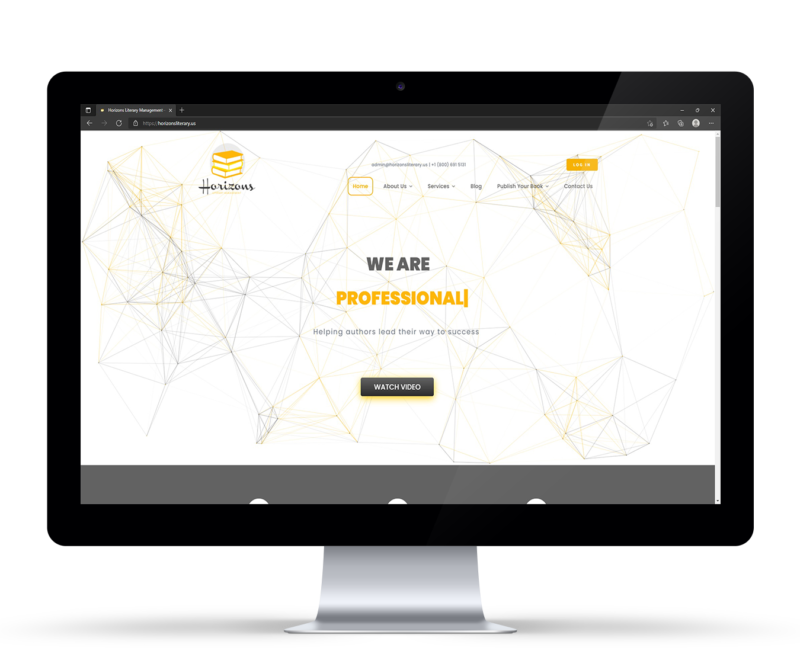 Horizons Literary Management
https://horizonsliterary.us
Horizons
admin@horizonsliterary.us | +1 (800) 551 5131
LOG IN
Home
About Us
Services
Blog
Publish Your Book
Contact Us
WE ARE
PROFESSIONAL
Helping authors lead their way to success
WATCH VIDEO